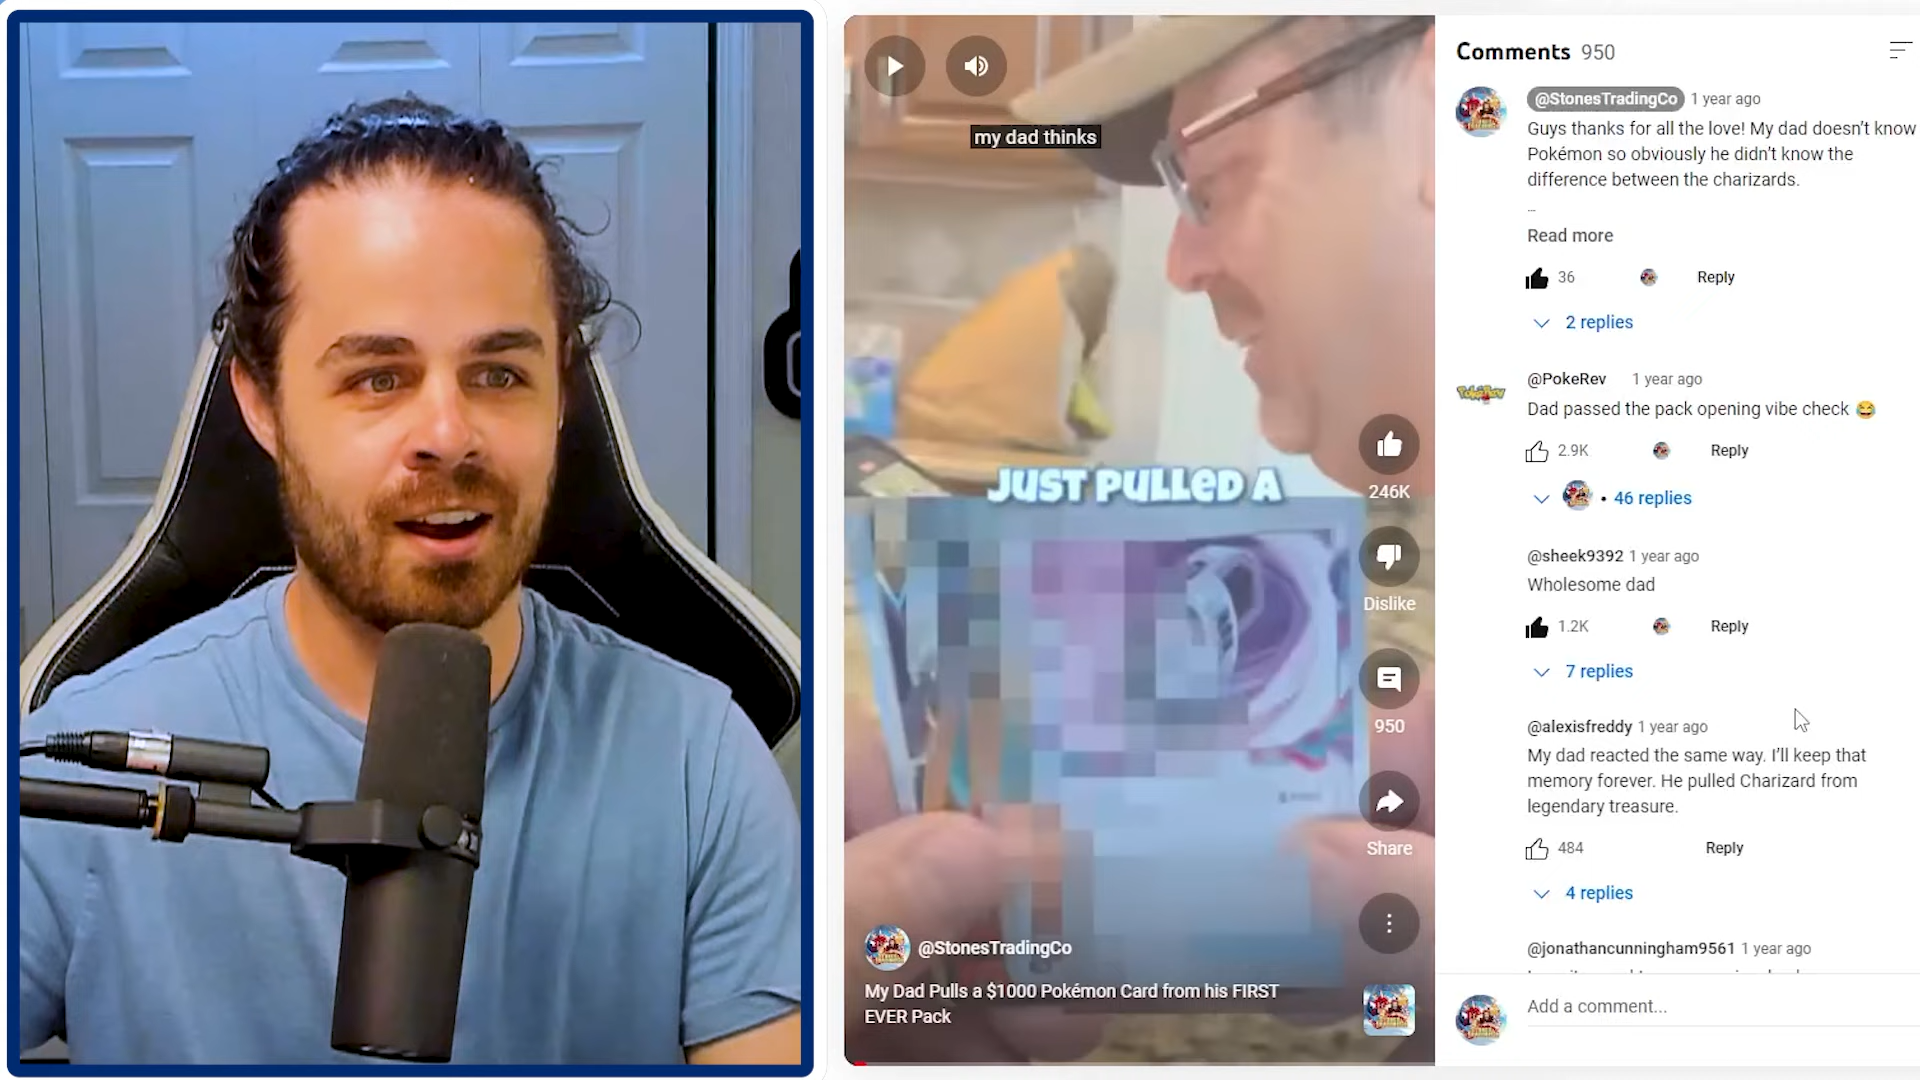 my dad thinks
JUST PULLED A
246K
Dislike
950
Share
@StonesTradingCo
My Dad Pulls a $1000 Pokémon Card from his FIRST
EVER Pack
Comments 950
@StonesTradingCo 1 year ago
Guys thanks for all the love! My dad doesn't know
Pokémon so obviously he didn't know the
difference between the charizards.
...
Read more
36 Reply
2 replies
@PokeRev 1 year ago
Dad passed the pack opening vibe check 😂
2.9K Reply
• 46 replies
@sheek9392 1 year ago
Wholesome dad
1.2K Reply
7 replies
@alexisfreddy 1 year ago
My dad reacted the same way. I'll keep that
memory forever. He pulled Charizard from
legendary treasure.
484 Reply
4 replies
@jonathancunningham9561 1 year ago
Add a comment...